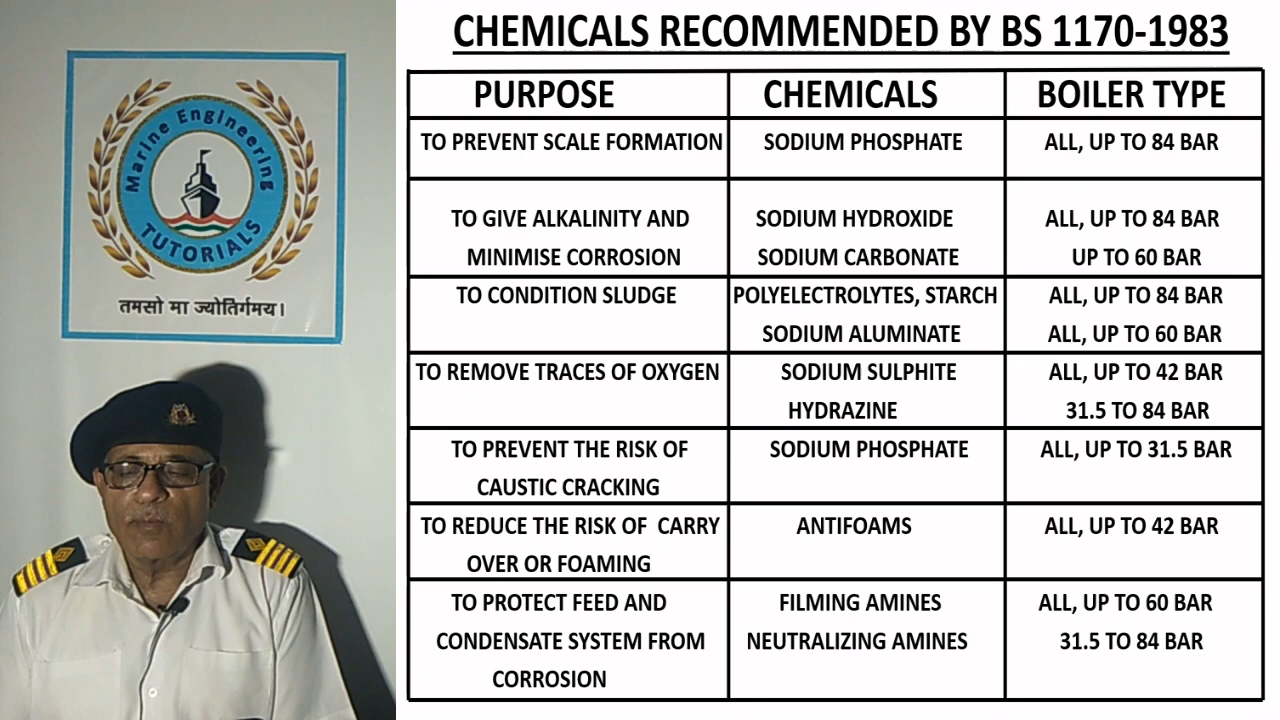 Marine Engineering
TUTORIALS
तमसो मा ज्योतिर्गमय।
CHEMICALS RECOMMENDED BY BS 1170-1983
PURPOSE CHEMICALS BOILER TYPE
TO PREVENT SCALE FORMATION SODIUM PHOSPHATE ALL, UP TO 84 BAR
TO GIVE ALKALINITY AND SODIUM HYDROXIDE ALL, UP TO 84 BAR
MINIMISE CORROSION SODIUM CARBONATE UP TO 60 BAR
TO CONDITION SLUDGE POLYELECTROLYTES, STARCH ALL, UP TO 84 BAR
SODIUM ALUMINATE ALL, UP TO 60 BAR
TO REMOVE TRACES OF OXYGEN SODIUM SULPHITE ALL, UP TO 42 BAR
HYDRAZINE 31.5 TO 84 BAR
TO PREVENT THE RISK OF SODIUM PHOSPHATE ALL, UP TO 31.5 BAR
CAUSTIC CRACKING
TO REDUCE THE RISK OF CARRY ANTIFOAMS ALL, UP TO 42 BAR
OVER OR FOAMING
TO PROTECT FEED AND FILMING AMINES ALL, UP TO 60 BAR
CONDENSATE SYSTEM FROM NEUTRALIZING AMINES 31.5 TO 84 BAR
CORROSION